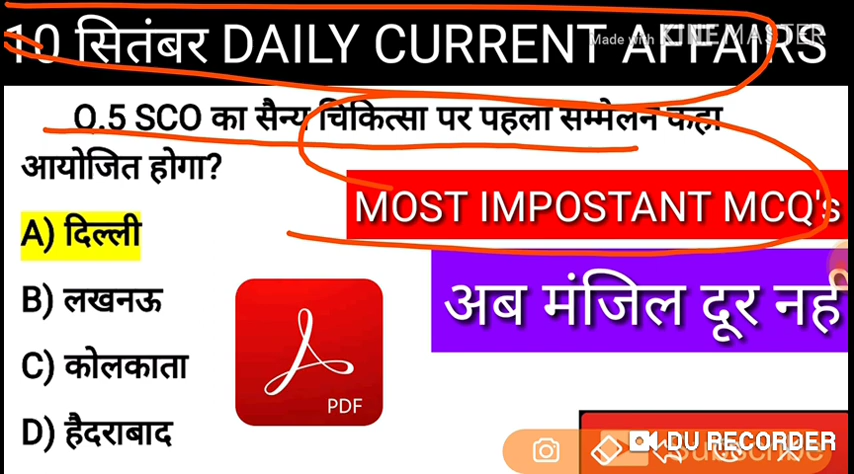 10 सितंबर DAILY CURRENT AFFAIRS
Made with KINEMASTER
Q.5 SCO का सैन्य चिकित्सा पर पहला सम्मेलन कहा
आयोजित होगा?
MOST IMPOSTANT MCQ's
A) दिल्ली
अब मंजिल दूर नही
B) लखनऊ
C) कोलकाता
PDF
D) हैदराबाद
DU RECORDER